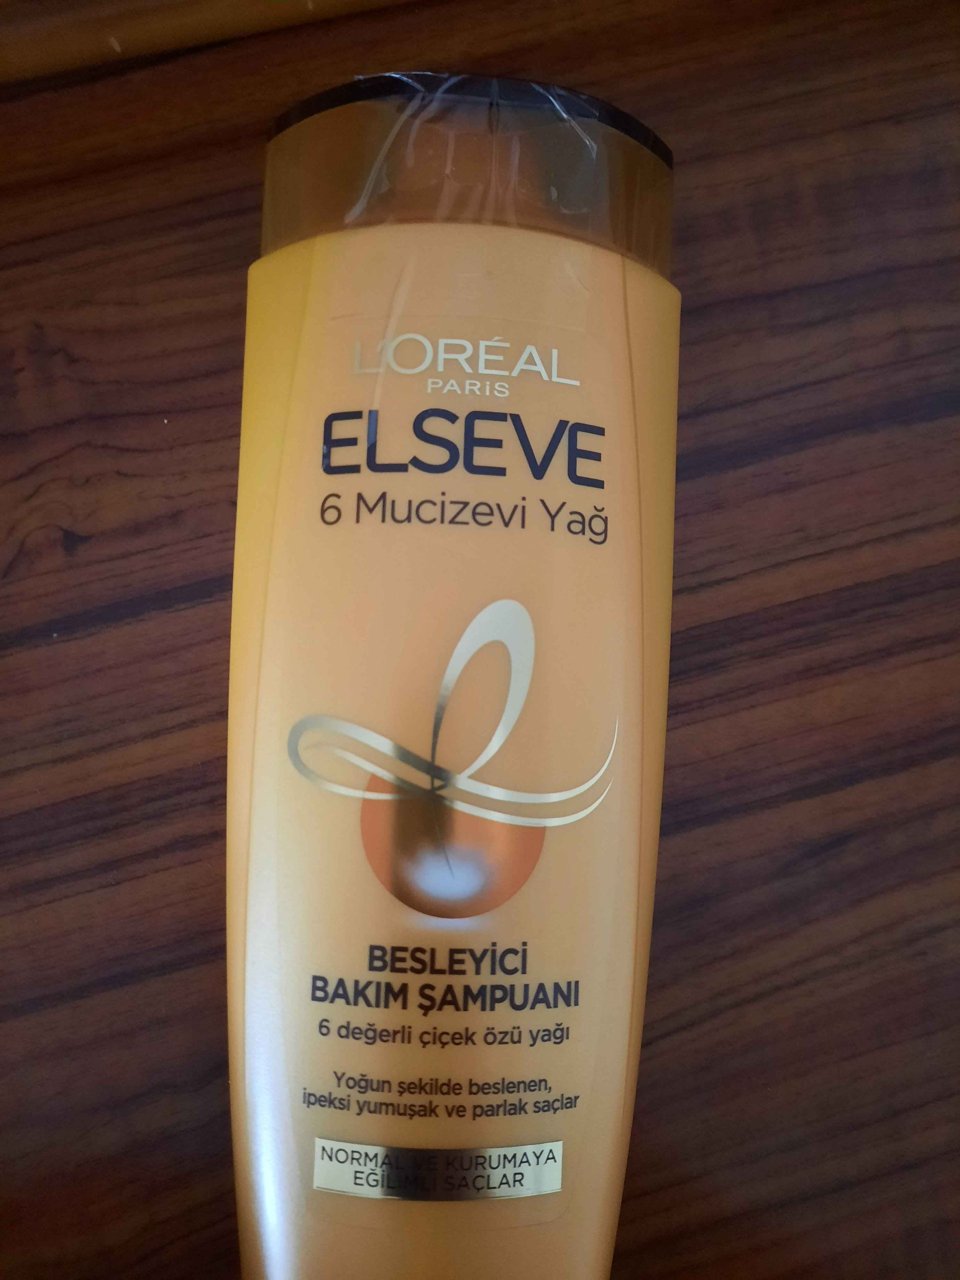 L'ORÉAL
PARiS
ELSEVE
6 Mucizevi Yağ
BESLEYİCİ
BAKIM ŞAMPUANI
6 değerli çiçek özü yağı
Yoğun şekilde beslenen,
ipeksi yumuşak ve parlak saçlar
NORMAL VE KURUMAYA
EĞİLİMLİ SAÇLAR